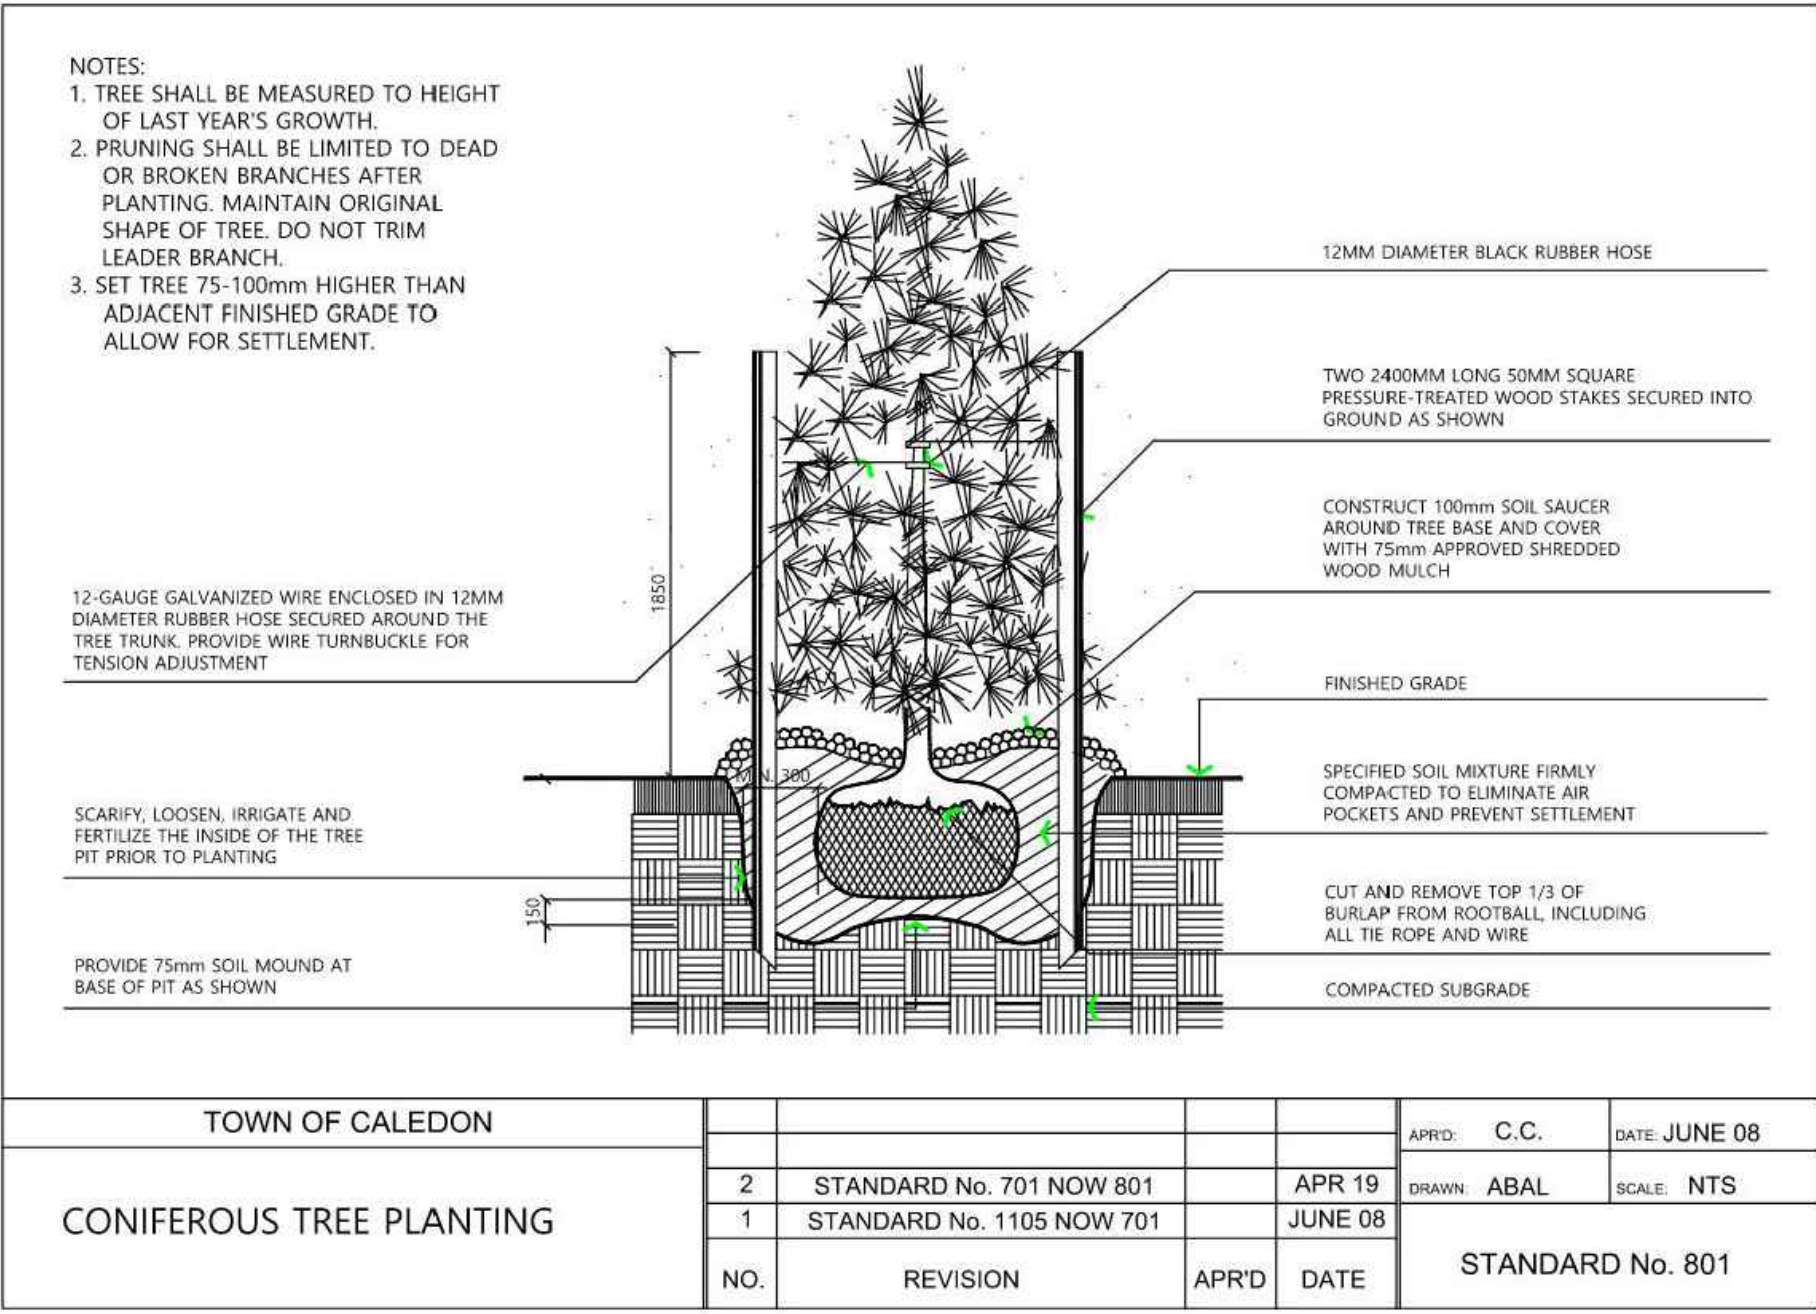 NOTES:
1. TREE SHALL BE MEASURED TO HEIGHT
OF LAST YEAR'S GROWTH.
2. PRUNING SHALL BE LIMITED TO DEAD
OR BROKEN BRANCHES AFTER
PLANTING. MAINTAIN ORIGINAL
SHAPE OF TREE. DO NOT TRIM
LEADER BRANCH.
3. SET TREE 75-100mm HIGHER THAN
ADJACENT FINISHED GRADE TO
ALLOW FOR SETTLEMENT.
12MM DIAMETER BLACK RUBBER HOSE
TWO 2400MM LONG 50MM SQUARE
PRESSURE-TREATED WOOD STAKES SECURED INTO
GROUND AS SHOWN
CONSTRUCT 100mm SOIL SAUCER
AROUND TREE BASE AND COVER
WITH 75mm APPROVED SHREDDED
WOOD MULCH
1850
12-GAUGE GALVANIZED WIRE ENCLOSED IN 12MM
DIAMETER RUBBER HOSE SECURED AROUND THE
TREE TRUNK. PROVIDE WIRE TURNBUCKLE FOR
TENSION ADJUSTMENT
FINISHED GRADE
MIN. 300
SPECIFIED SOIL MIXTURE FIRMLY
COMPACTED TO ELIMINATE AIR
POCKETS AND PREVENT SETTLEMENT
SCARIFY, LOOSEN, IRRIGATE AND
FERTILIZE THE INSIDE OF THE TREE
PIT PRIOR TO PLANTING
150
CUT AND REMOVE TOP 1/3 OF
BURLAP FROM ROOTBALL, INCLUDING
ALL TIE ROPE AND WIRE
PROVIDE 75mm SOIL MOUND AT
BASE OF PIT AS SHOWN
COMPACTED SUBGRADE
TOWN OF CALEDON
CONIFEROUS TREE PLANTING
2 STANDARD No. 701 NOW 801 APR 19
1 STANDARD No. 1105 NOW 701 JUNE 08
NO. REVISION APR'D DATE
APR'D: C.C. DATE: JUNE 08
DRAWN: ABAL SCALE: NTS
STANDARD No. 801